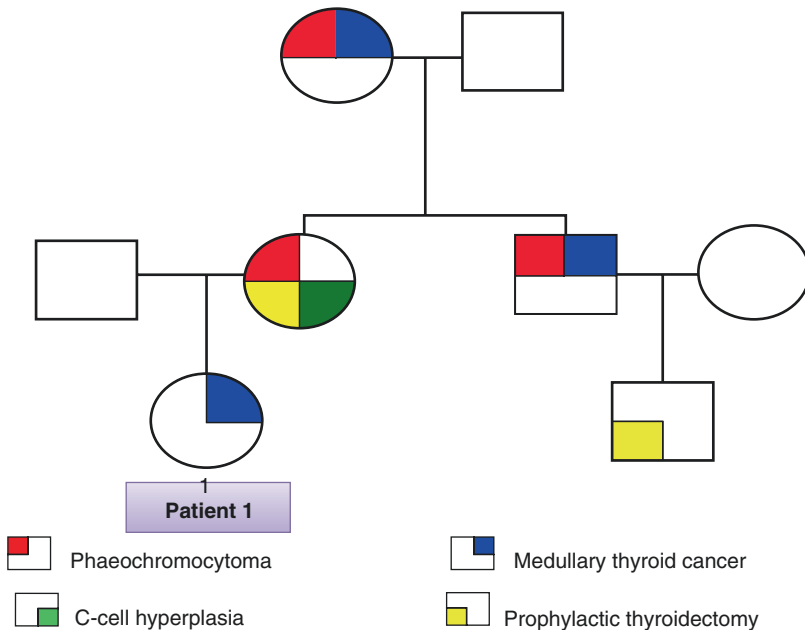 1
Patient 1
Phaeochromocytoma
Medullary thyroid cancer
C-cell hyperplasia
Prophylactic thyroidectomy